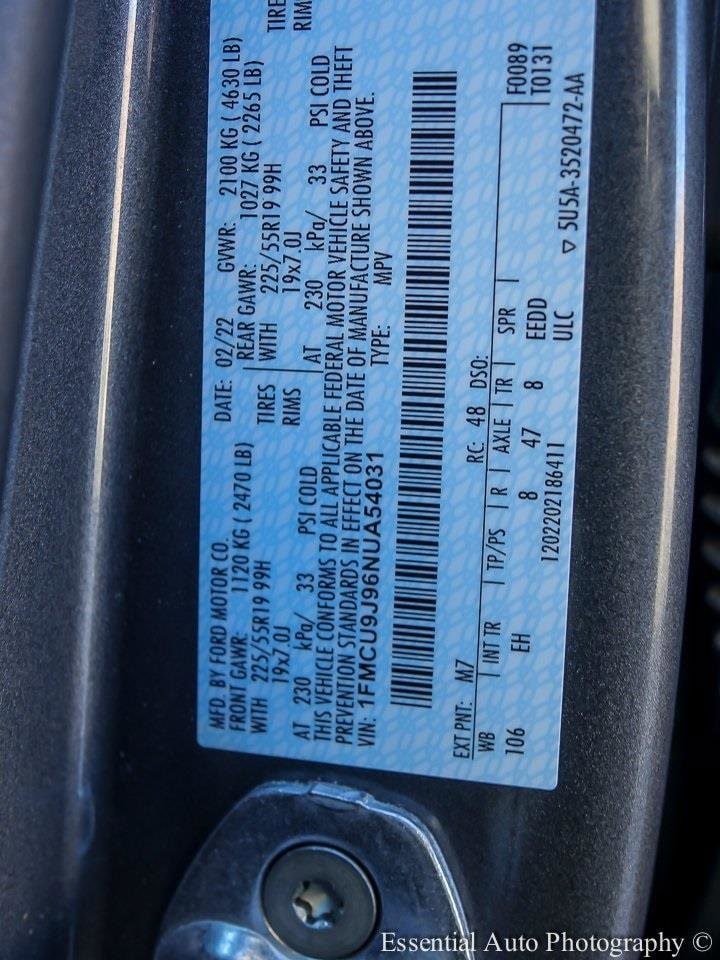 MFD. BY FORD MOTOR CO. DATE: 02/22 GVWR: 2100 KG ( 4630 LB)
FRONT GAWR: 1120 KG ( 2470 LB) REAR GAWR: 1027 KG ( 2265 LB)
WITH 225/55R19 99H TIRES WITH 225/55R19 99H TIRE
19x7.0J RIMS 19x7.0J RIM
AT 230 kPa/ 33 PSI COLD AT 230 kPa/ 33 PSI COLD
THIS VEHICLE CONFORMS TO ALL APPLICABLE FEDERAL MOTOR VEHICLE SAFETY AND THEFT
PREVENTION STANDARDS IN EFFECT ON THE DATE OF MANUFACTURE SHOWN ABOVE.
VIN: 1FMCU9J96NUA54031 TYPE: MPV
EXT PNT: M7 RC: 48 DSO: F0089
WB | INT TR | TP/PS | R | AXLE | TR | SPR | T0131
106 EH 8 47 8 EEDD
1202202186411 ULC ▽ 5U5A-3520472-AA
Essential Auto Photography ©